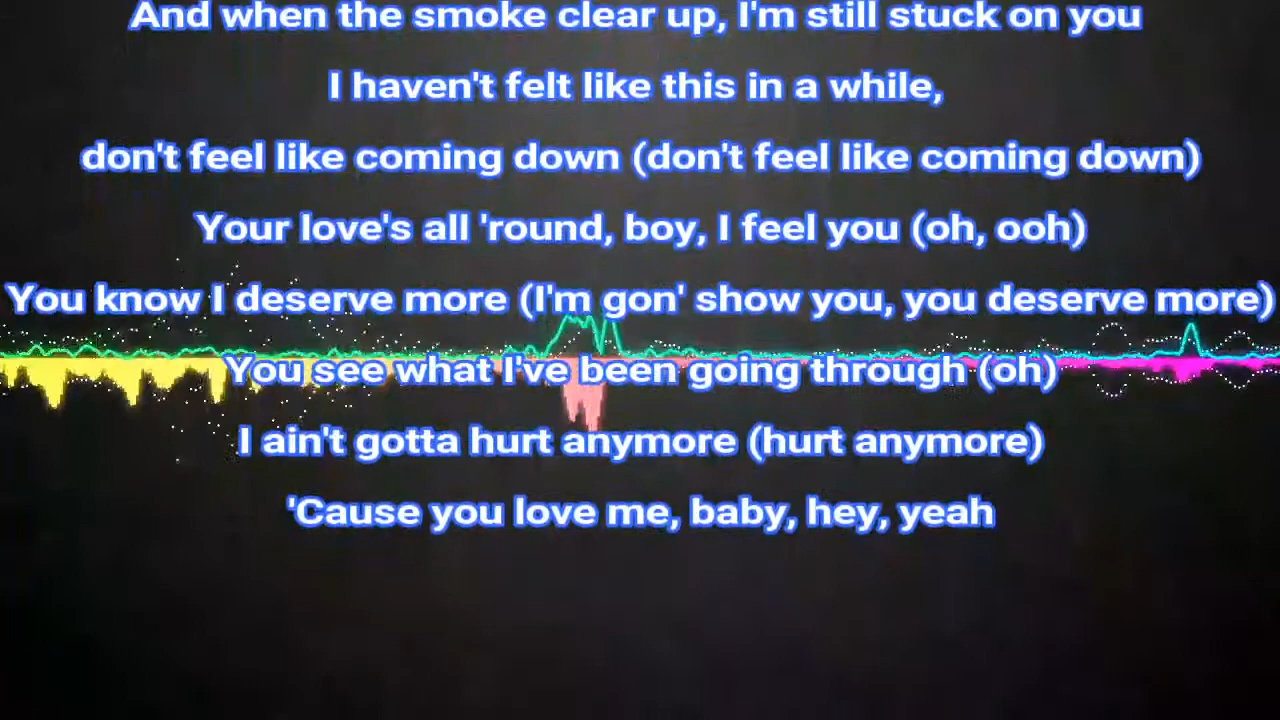 And when the smoke clear up, I'm still stuck on you
I haven't felt like this in a while,
don't feel like coming down (don't feel like coming down)
Your love's all 'round, boy, I feel you (oh, ooh)
You know I deserve more (I'm gon' show you, you deserve more)
You see what I've been going through (oh)
I ain't gotta hurt anymore (hurt anymore)
'Cause you love me, baby, hey, yeah